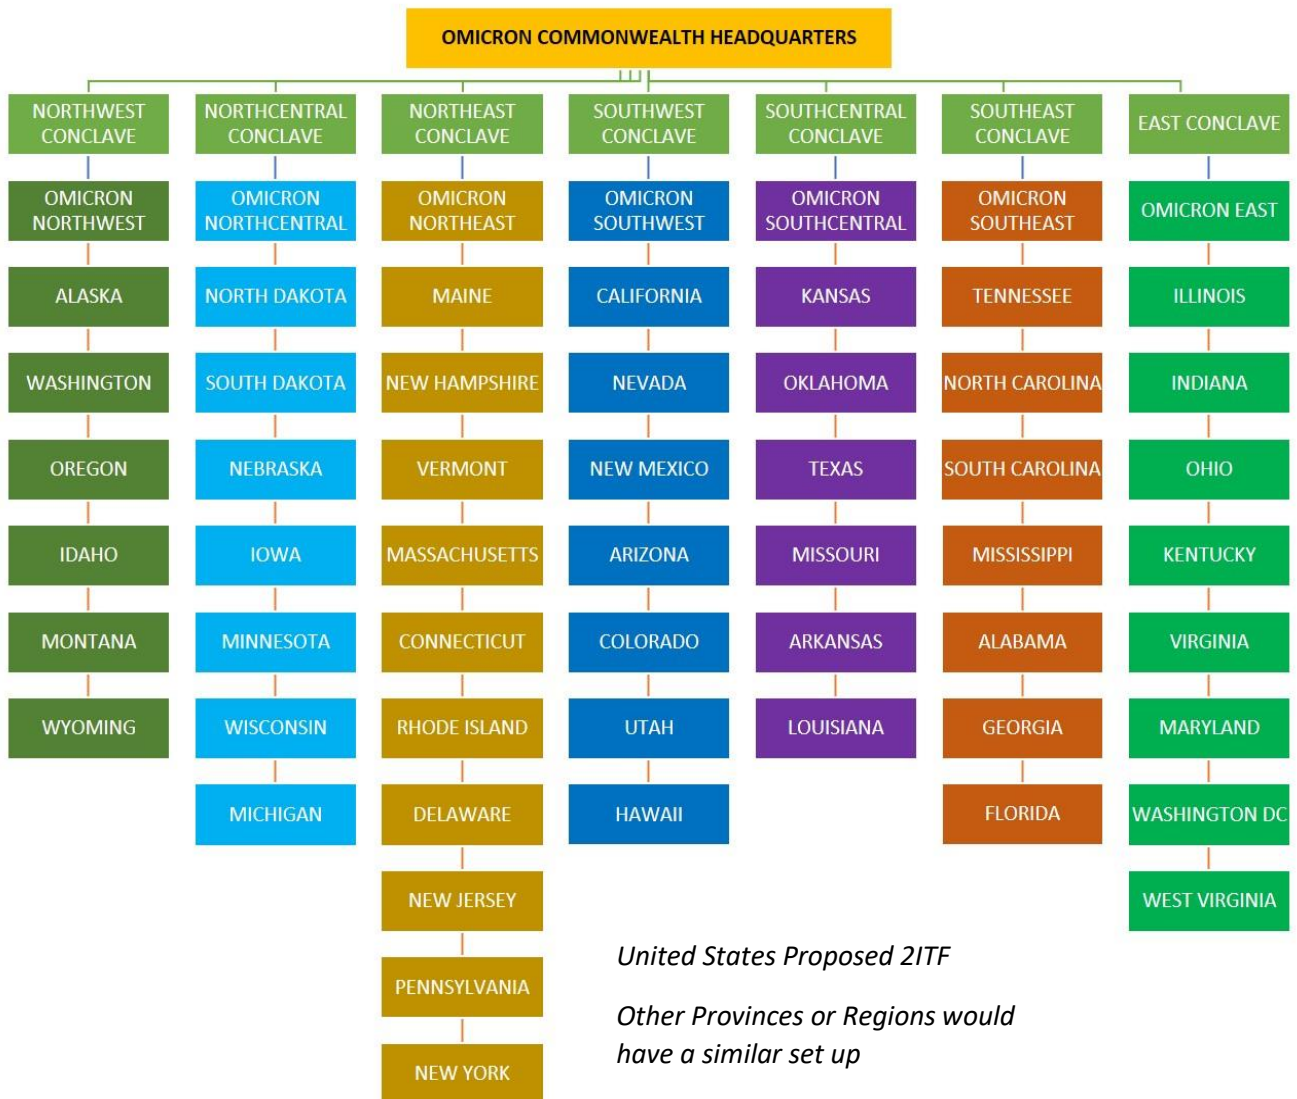 OMICRON COMMONWEALTH HEADQUARTERS
NORTHWEST
CONCLAVE
OMICRON
NORTHWEST
ALASKA
WASHINGTON
OREGON
IDAHO
MONTANA
WYOMING
NORTHCENTRAL
CONCLAVE
OMICRON
NORTHCENTRAL
NORTH DAKOTA
SOUTH DAKOTA
NEBRASKA
IOWA
MINNESOTA
WISCONSIN
MICHIGAN
NORTHEAST
CONCLAVE
OMICRON
NORTHEAST
MAINE
NEW HAMPSHIRE
VERMONT
MASSACHUSETTS
CONNECTICUT
RHODE ISLAND
DELAWARE
NEW JERSEY
PENNSYLVANIA
NEW YORK
SOUTHWEST
CONCLAVE
OMICRON
SOUTHWEST
CALIFORNIA
NEVADA
NEW MEXICO
ARIZONA
COLORADO
UTAH
HAWAII
SOUTHCENTRAL
CONCLAVE
OMICRON
SOUTHCENTRAL
KANSAS
OKLAHOMA
TEXAS
MISSOURI
ARKANSAS
LOUISIANA
SOUTHEAST
CONCLAVE
OMICRON
SOUTHEAST
TENNESSEE
NORTH CAROLINA
SOUTH CAROLINA
MISSISSIPPI
ALABAMA
GEORGIA
FLORIDA
EAST CONCLAVE
OMICRON EAST
ILLINOIS
INDIANA
OHIO
KENTUCKY
VIRGINIA
MARYLAND
WASHINGTON DC
WEST VIRGINIA
United States Proposed 2ITF
Other Provinces or Regions would
have a similar set up